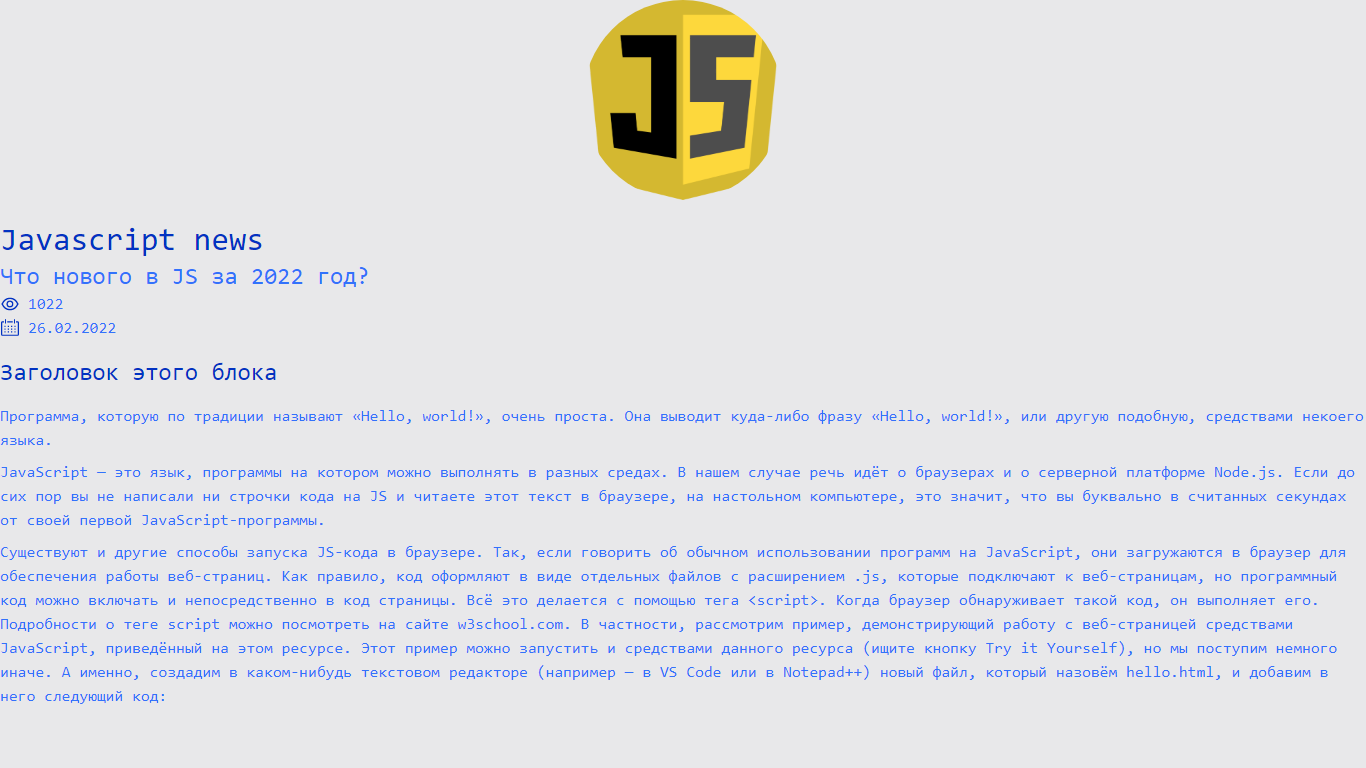 JS
Javascript news
Что нового в JS за 2022 год?
1022
26.02.2022
Заголовок этого блока
Программа, которую по традиции называют «Hello, world!», очень проста. Она выводит куда-либо фразу «Hello, world!», или другую подобную, средствами некоего
языка.
JavaScript — это язык, программы на котором можно выполнять в разных средах. В нашем случае речь идёт о браузерах и о серверной платформе Node.js. Если до
сих пор вы не написали ни строчки кода на JS и читаете этот текст в браузере, на настольном компьютере, это значит, что вы буквально в считанных секундах
от своей первой JavaScript-программы.
Существуют и другие способы запуска JS-кода в браузере. Так, если говорить об обычном использовании программ на JavaScript, они загружаются в браузер для
обеспечения работы веб-страниц. Как правило, код оформляют в виде отдельных файлов с расширением .js, которые подключают к веб-страницам, но программный
код можно включать и непосредственно в код страницы. Всё это делается с помощью тега <script>. Когда браузер обнаруживает такой код, он выполняет его.
Подробности о теге script можно посмотреть на сайте w3school.com. В частности, рассмотрим пример, демонстрирующий работу с веб-страницей средствами
JavaScript, приведённый на этом ресурсе. Этот пример можно запустить и средствами данного ресурса (ищите кнопку Try it Yourself), но мы поступим немного
иначе. А именно, создадим в каком-нибудь текстовом редакторе (например — в VS Code или в Notepad++) новый файл, который назовём hello.html, и добавим в
него следующий код: